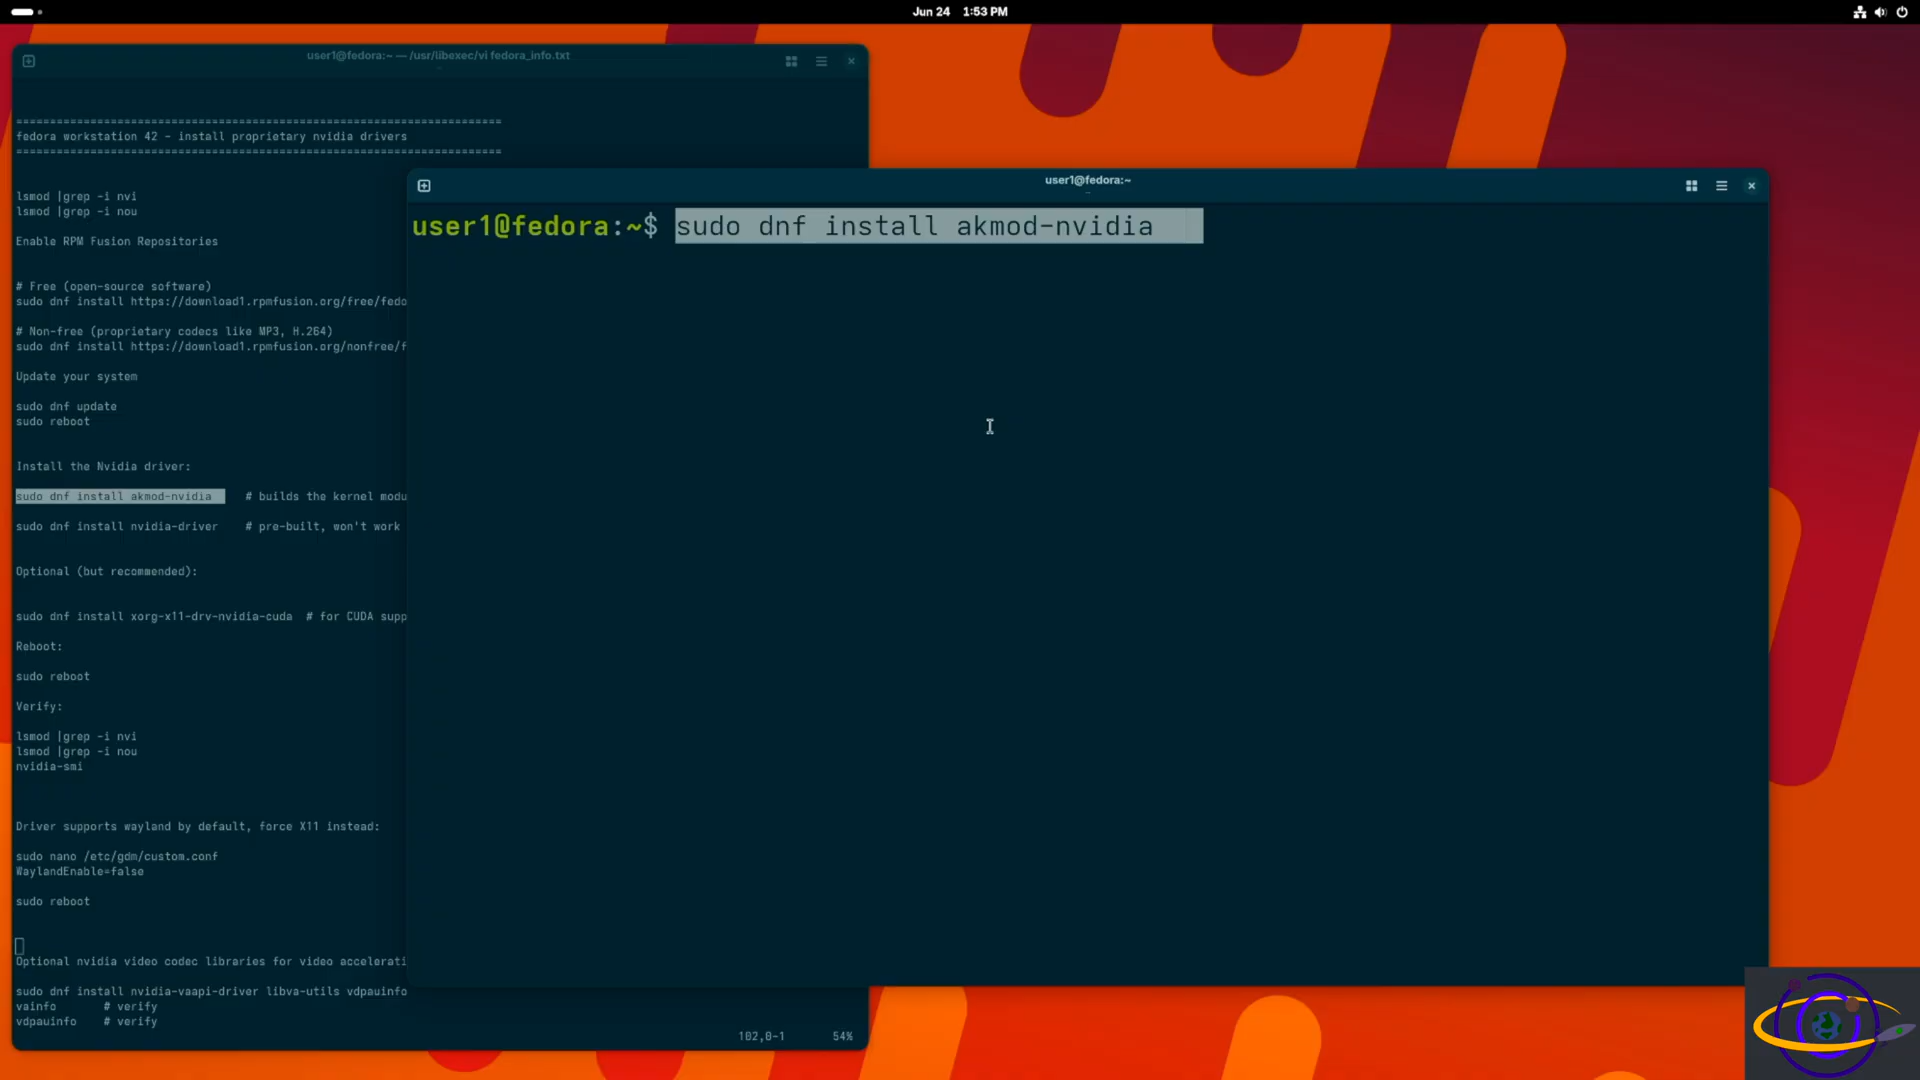 Jun 24 1:53 PM
user1@fedora:~ — /usr/libexec/vi fedora_info.txt
========================================================================
fedora workstation 42 - install proprietary nvidia drivers
========================================================================
lsmod |grep -i nvi
lsmod |grep -i nou
Enable RPM Fusion Repositories
# Free (open-source software)
sudo dnf install https://download1.rpmfusion.org/free/fedo
# Non-free (proprietary codecs like MP3, H.264)
sudo dnf install https://download1.rpmfusion.org/nonfree/f
Update your system
sudo dnf update
sudo reboot
Install the Nvidia driver:
sudo dnf install akmod-nvidia # builds the kernel modu
sudo dnf install nvidia-driver # pre-built, won't work
Optional (but recommended):
sudo dnf install xorg-x11-drv-nvidia-cuda # for CUDA supp
Reboot:
sudo reboot
Verify:
lsmod |grep -i nvi
lsmod |grep -i nou
nvidia-smi
Driver supports wayland by default, force X11 instead:
sudo nano /etc/gdm/custom.conf
WaylandEnable=false
sudo reboot
Optional nvidia video codec libraries for video accelerati
sudo dnf install nvidia-vaapi-driver libva-utils vdpauinfo
vainfo # verify
vdpauinfo # verify
102,0-1 54%
user1@fedora:~
user1@fedora:~$ sudo dnf install akmod-nvidia